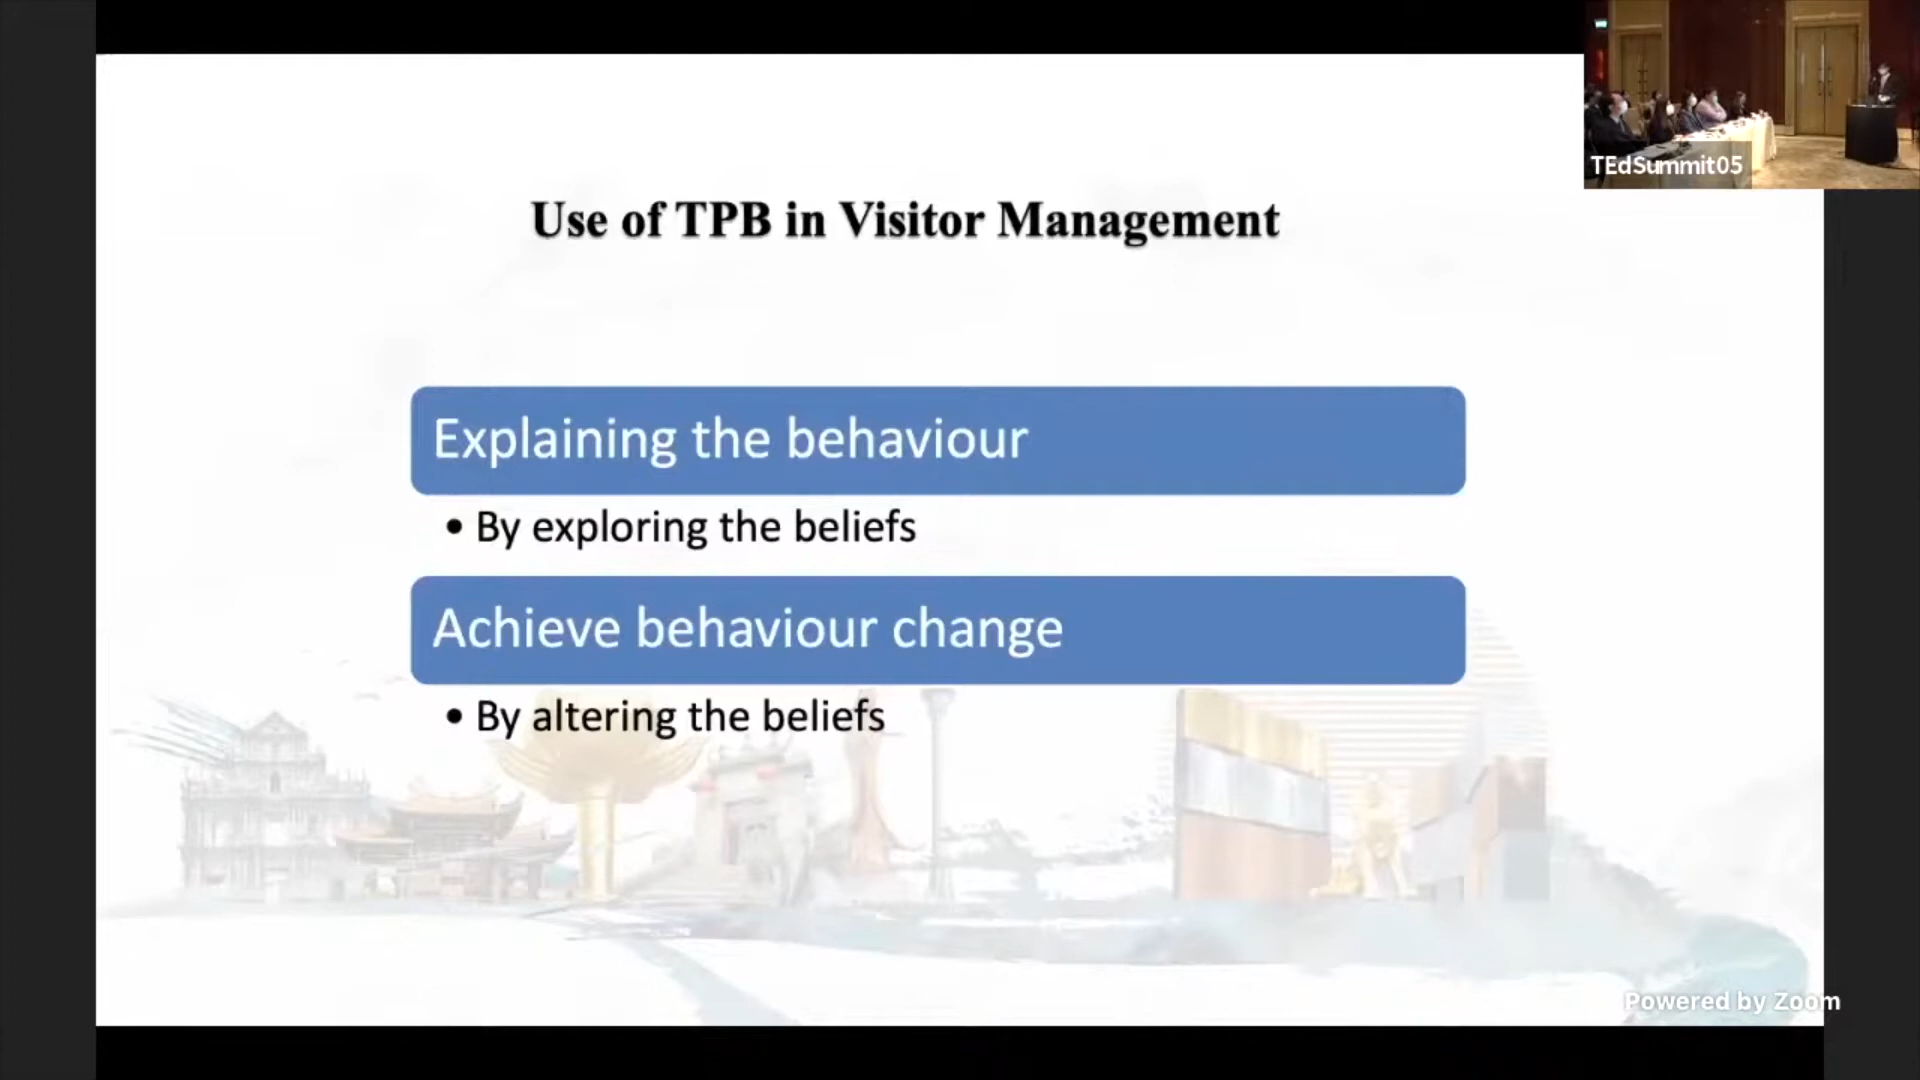 TEdSummit05
Use of TPB in Visitor Management
Explaining the behaviour
• By exploring the beliefs
Achieve behaviour change
• By altering the beliefs
Powered by Zoom